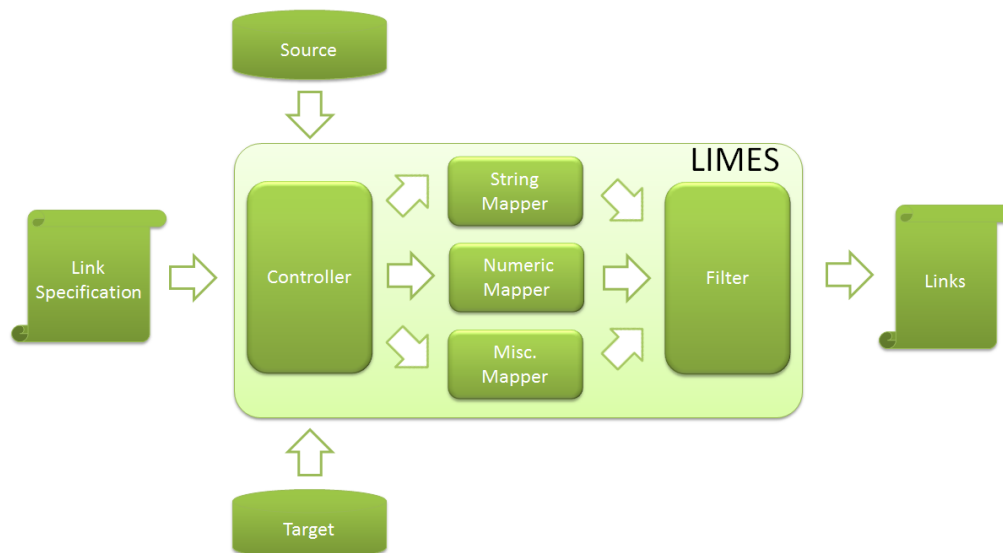 Source
LIMES
String
Mapper
Link
Specification
Controller
Numeric
Mapper
Filter
Links
Misc.
Mapper
Target